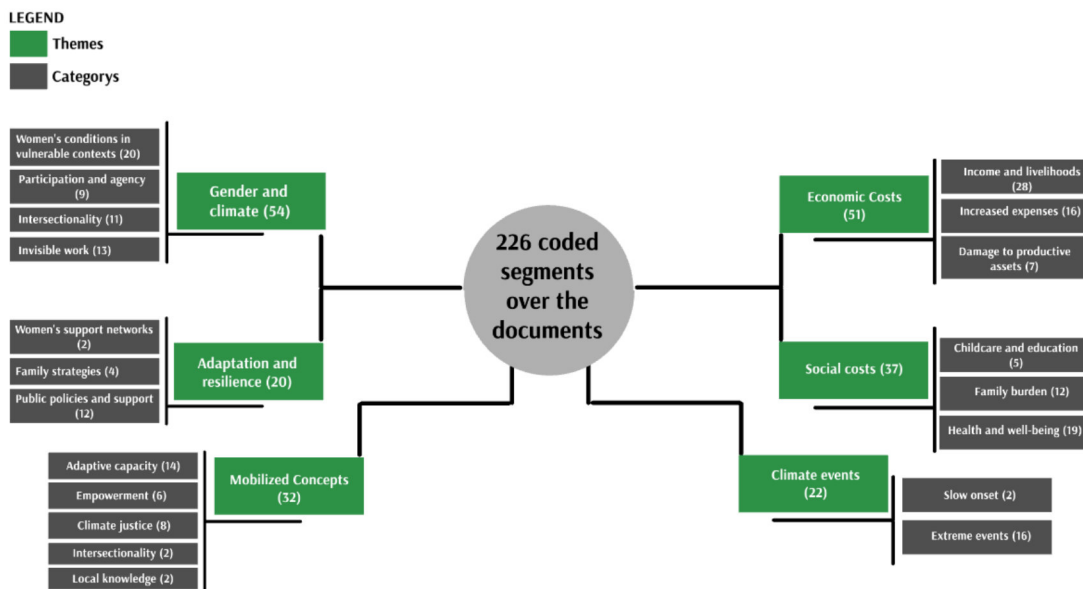 LEGEND
Themes
Categorys
Women's conditions in
vulnerable contexts (20)
Participation and agency
(9)
Intersectionality (11)
Invisible work (13)
Gender and
climate (54)
Women's support networks
(2)
Family strategies (4)
Public policies and support
(12)
Adaptation and
resilience (20)
Adaptive capacity (14)
Empowerment (6)
Climate justice (8)
Intersectionality (2)
Local knowledge (2)
Mobilized Concepts
(32)
226 coded
segments
over the
documents
Economic Costs
(51)
Income and livelihoods
(28)
Increased expenses (16)
Damage to productive
assets (7)
Social costs (37)
Childcare and education
(5)
Family burden (12)
Health and well-being (19)
Climate events
(22)
Slow onset (2)
Extreme events (16)